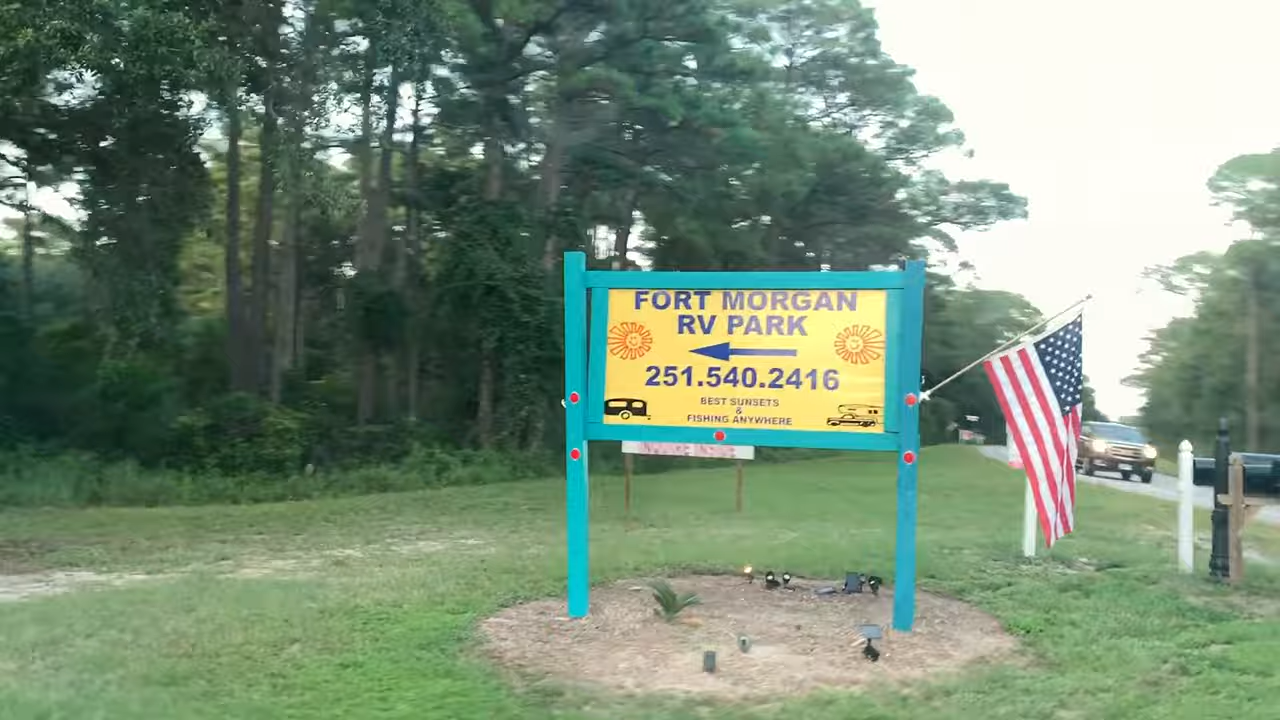 FORT MORGAN
RV PARK
251.540.2416
BEST SUNSETS
&
FISHING ANYWHERE